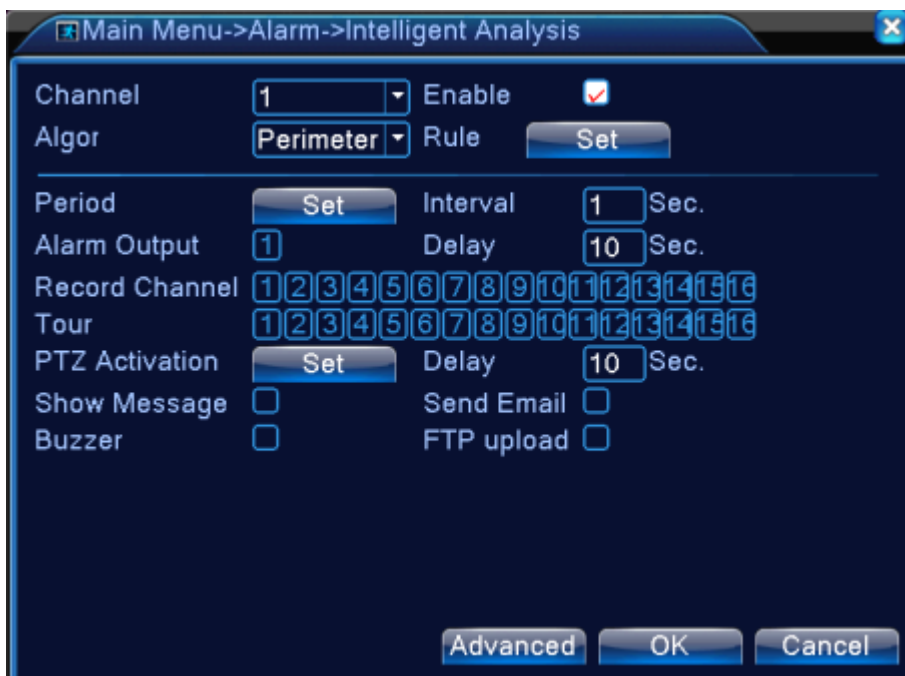 Main Menu->Alarm->Intelligent Analysis
Channel 1 Enable
Algor Perimeter Rule Set
Period Set Interval 1 Sec.
Alarm Output 1 Delay 10 Sec.
Record Channel 1 2 3 4 5 6 7 8 9 10 11 12 13 14 15 16
Tour 1 2 3 4 5 6 7 8 9 10 11 12 13 14 15 16
PTZ Activation Set Delay 10 Sec.
Show Message Send Email
Buzzer FTP upload
Advanced OK Cancel